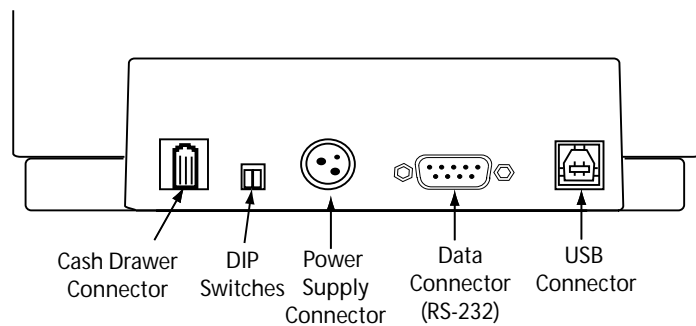 Cash Drawer
Connector
DIP
Switches
Power
Supply
Connector
Data
Connector
(RS-232)
USB
Connector